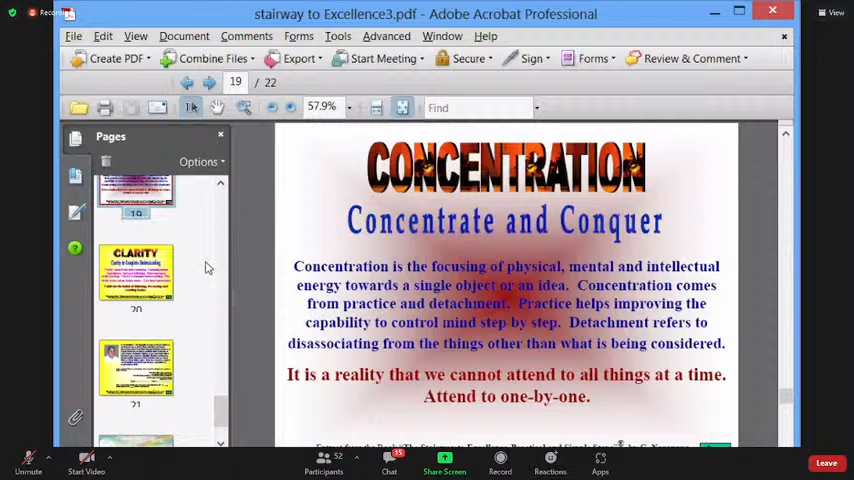 Recording
stairway to Excellence3.pdf - Adobe Acrobat Professional
View
File Edit View Document Comments Forms Tools Advanced Window Help
Create PDF Combine Files Export Start Meeting Secure Sign Forms Review & Comment
19 / 22
57.9% Find
Pages
Options
19
CLARITY
20
21
CONCENTRATION
Concentrate and Conquer
Concentration is the focusing of physical, mental and intellectual
energy towards a single object or an idea. Concentration comes
from practice and detachment. Practice helps improving the
capability to control mind step by step. Detachment refers to
disassociating from the things other than what is being considered.
It is a reality that we cannot attend to all things at a time.
Attend to one-by-one.
Unmute Start Video Participants 52 Chat 15 Share Screen Record Reactions Apps Leave